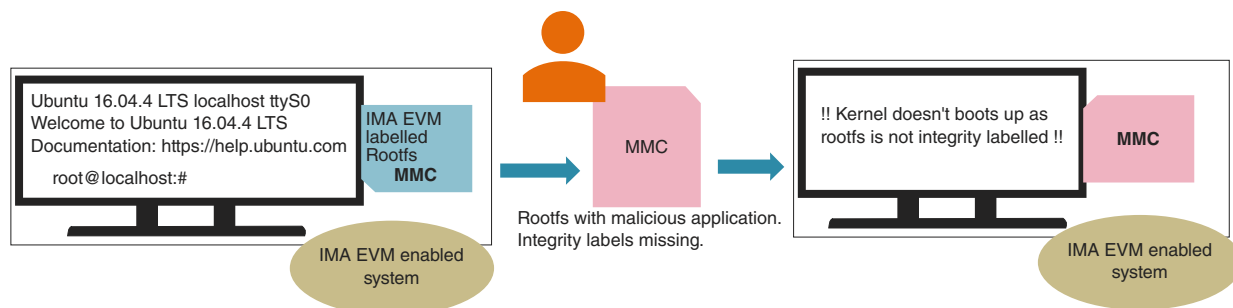 Ubuntu 16.04.4 LTS localhost ttyS0
Welcome to Ubuntu 16.04.4 LTS
Documentation: https://help.ubuntu.com
root@localhost:#
IMA EVM
labelled
Rootfs
MMC
IMA EVM enabled
system
MMC
Rootfs with malicious application.
Integrity labels missing.
!! Kernel doesn't boots up as
rootfs is not integrity labelled !!
MMC
IMA EVM enabled
system